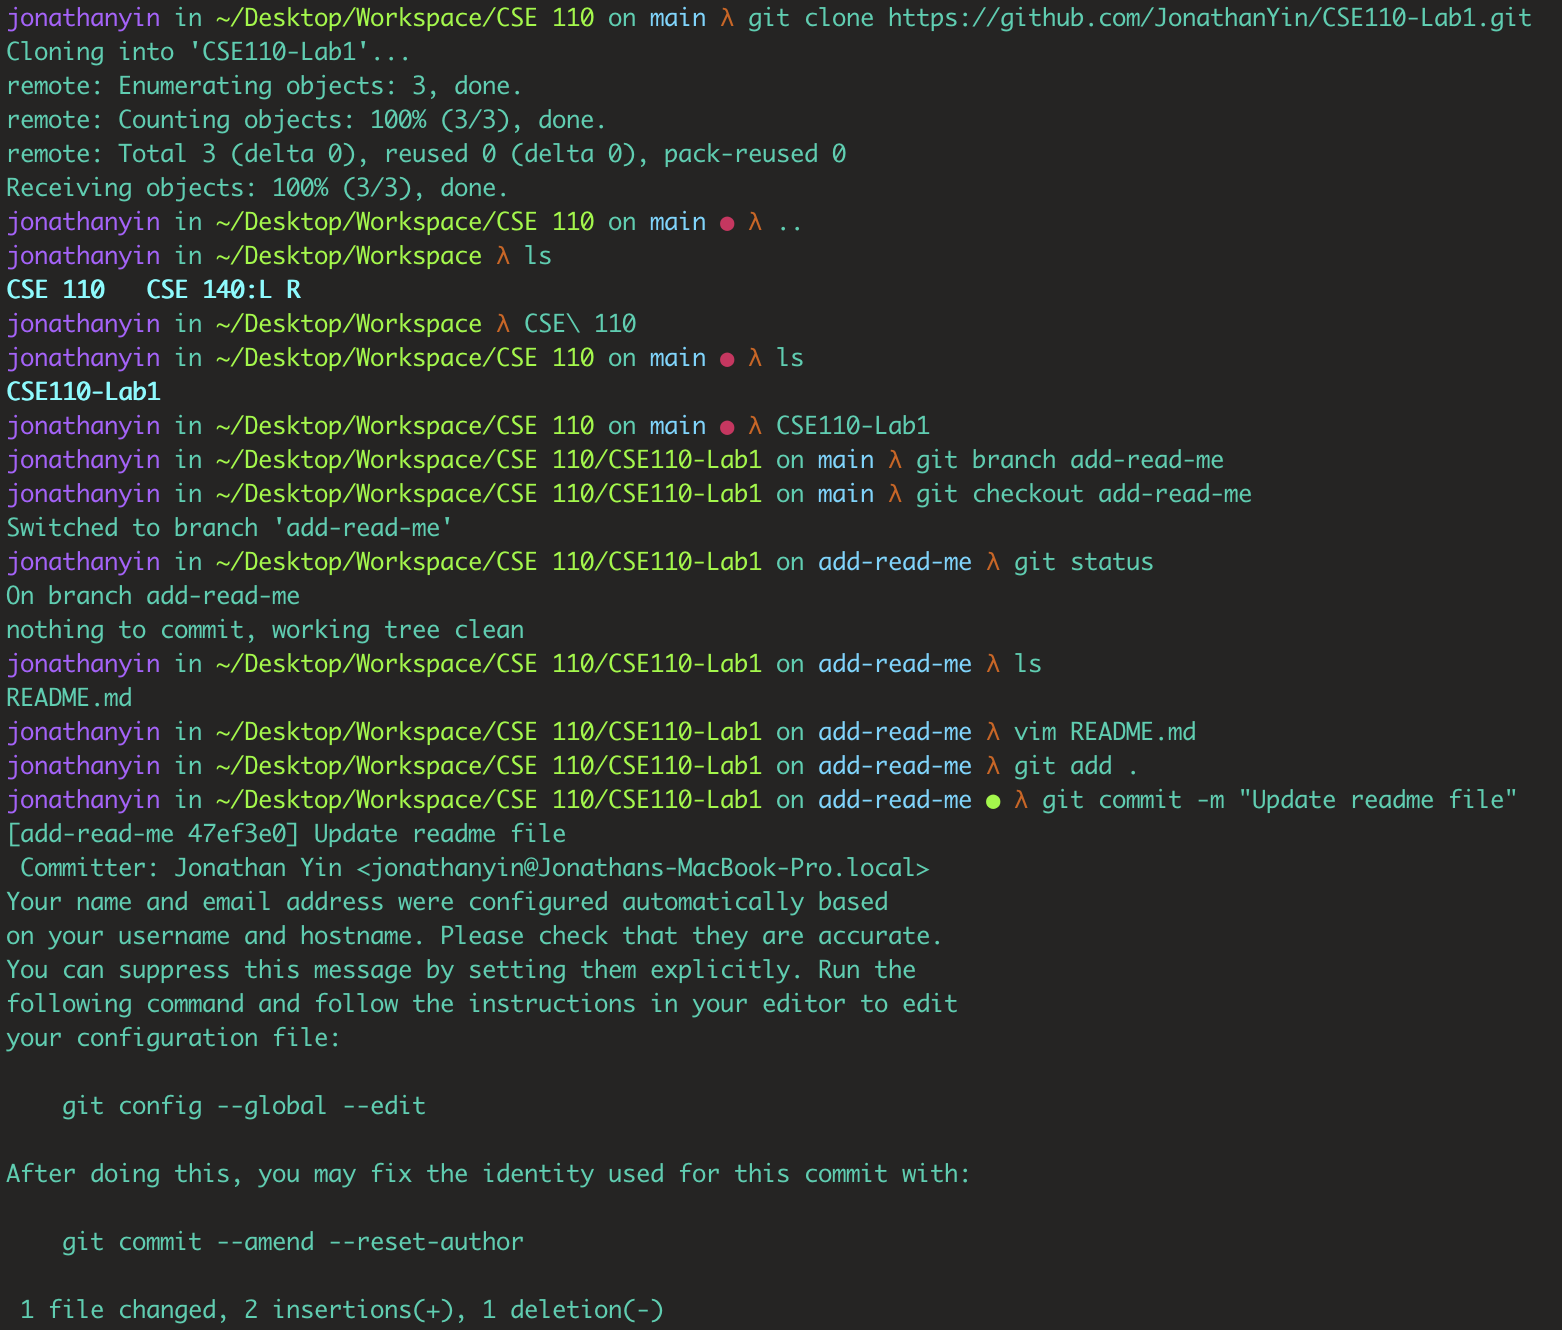 jonathanyin in ~/Desktop/Workspace/CSE 110 on main λ git clone https://github.com/JonathanYin/CSE110-Lab1.git
Cloning into 'CSE110-Lab1'...
remote: Enumerating objects: 3, done.
remote: Counting objects: 100% (3/3), done.
remote: Total 3 (delta 0), reused 0 (delta 0), pack-reused 0
Receiving objects: 100% (3/3), done.
jonathanyin in ~/Desktop/Workspace/CSE 110 on main ● λ ..
jonathanyin in ~/Desktop/Workspace λ ls
CSE 110   CSE 140:L R
jonathanyin in ~/Desktop/Workspace λ CSE\ 110
jonathanyin in ~/Desktop/Workspace/CSE 110 on main ● λ ls
CSE110-Lab1
jonathanyin in ~/Desktop/Workspace/CSE 110 on main ● λ CSE110-Lab1
jonathanyin in ~/Desktop/Workspace/CSE 110/CSE110-Lab1 on main λ git branch add-read-me
jonathanyin in ~/Desktop/Workspace/CSE 110/CSE110-Lab1 on main λ git checkout add-read-me
Switched to branch 'add-read-me'
jonathanyin in ~/Desktop/Workspace/CSE 110/CSE110-Lab1 on add-read-me λ git status
On branch add-read-me
nothing to commit, working tree clean
jonathanyin in ~/Desktop/Workspace/CSE 110/CSE110-Lab1 on add-read-me λ ls
README.md
jonathanyin in ~/Desktop/Workspace/CSE 110/CSE110-Lab1 on add-read-me λ vim README.md
jonathanyin in ~/Desktop/Workspace/CSE 110/CSE110-Lab1 on add-read-me λ git add .
jonathanyin in ~/Desktop/Workspace/CSE 110/CSE110-Lab1 on add-read-me ● λ git commit -m "Update readme file"
[add-read-me 47ef3e0] Update readme file
 Committer: Jonathan Yin <jonathanyin@Jonathans-MacBook-Pro.local>
Your name and email address were configured automatically based
on your username and hostname. Please check that they are accurate.
You can suppress this message by setting them explicitly. Run the
following command and follow the instructions in your editor to edit
your configuration file:
    git config --global --edit
After doing this, you may fix the identity used for this commit with:
    git commit --amend --reset-author
 1 file changed, 2 insertions(+), 1 deletion(-)